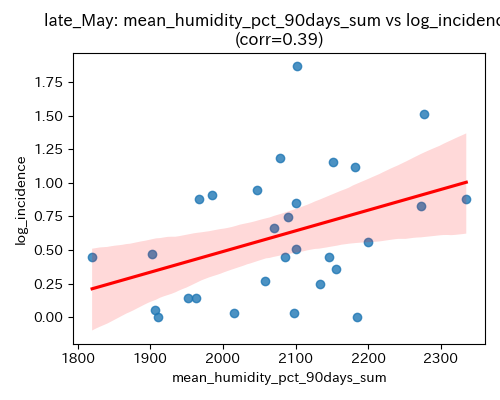 late_May: mean_humidity_pct_90days_sum vs log_incidenc
(corr=0.39)
1.75
1.50
1.25
1.00
0.75
0.50
0.25
0.00
log_incidence
1800 1900 2000 2100 2200 2300
mean_humidity_pct_90days_sum